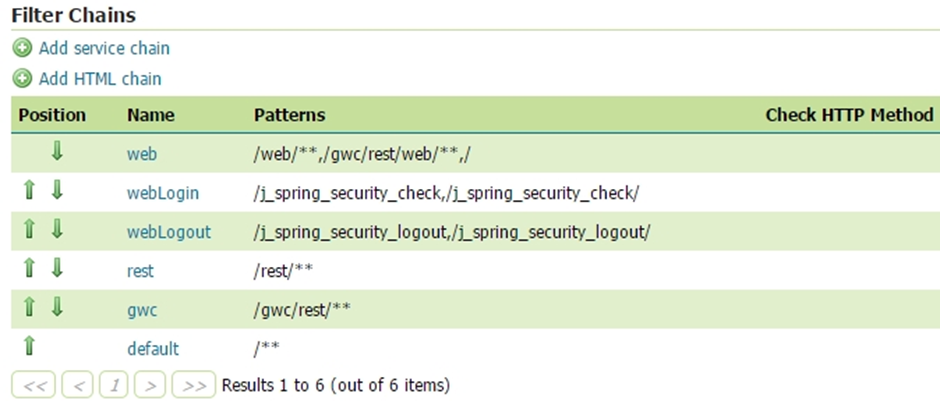 Filter Chains
Add service chain
Add HTML chain
Position Name Patterns Check HTTP Method
web /web/**,/gwc/rest/web/**,/
webLogin /j_spring_security_check,/j_spring_security_check/
webLogout /j_spring_security_logout,/j_spring_security_logout/
rest /rest/**
gwc /gwc/rest/**
default /**
<< < 1 > >> Results 1 to 6 (out of 6 items)